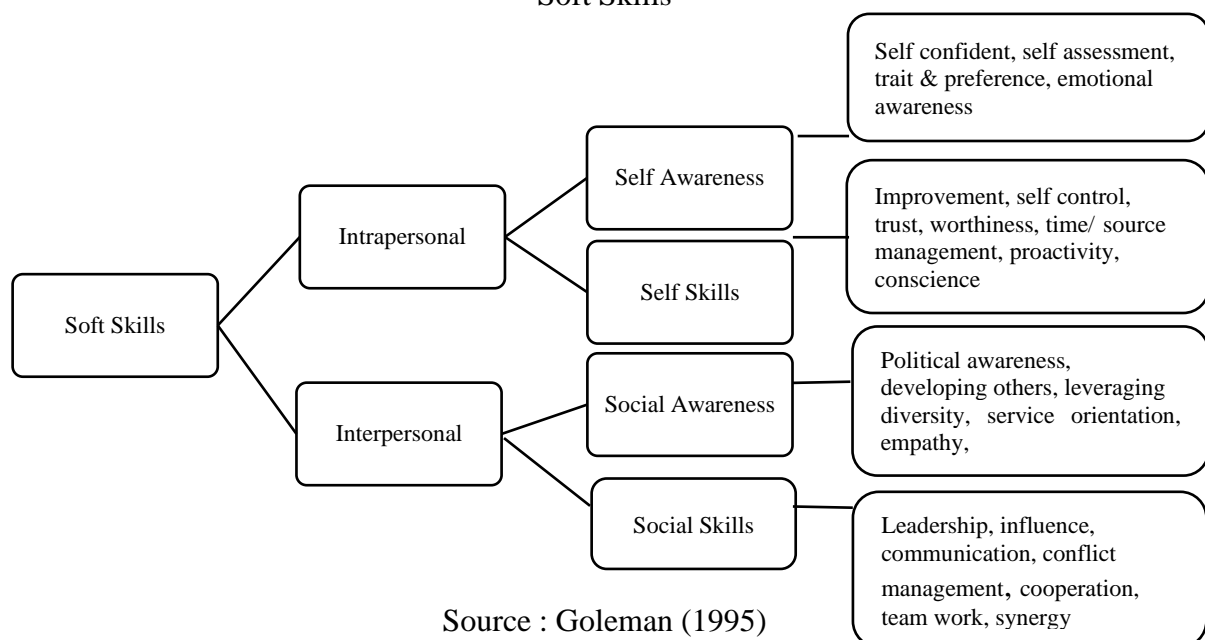 Soft Skills
Self confident, self assessment,
trait & preference, emotional
awareness
Self Awareness
Improvement, self control,
trust, worthiness, time/ source
management, proactivity,
conscience
Intrapersonal
Self Skills
Soft Skills
Political awareness,
developing others, leveraging
diversity, service orientation,
empathy,
Social Awareness
Interpersonal
Social Skills
Leadership, influence,
communication, conflict
management, cooperation,
team work, synergy
Source : Goleman (1995)